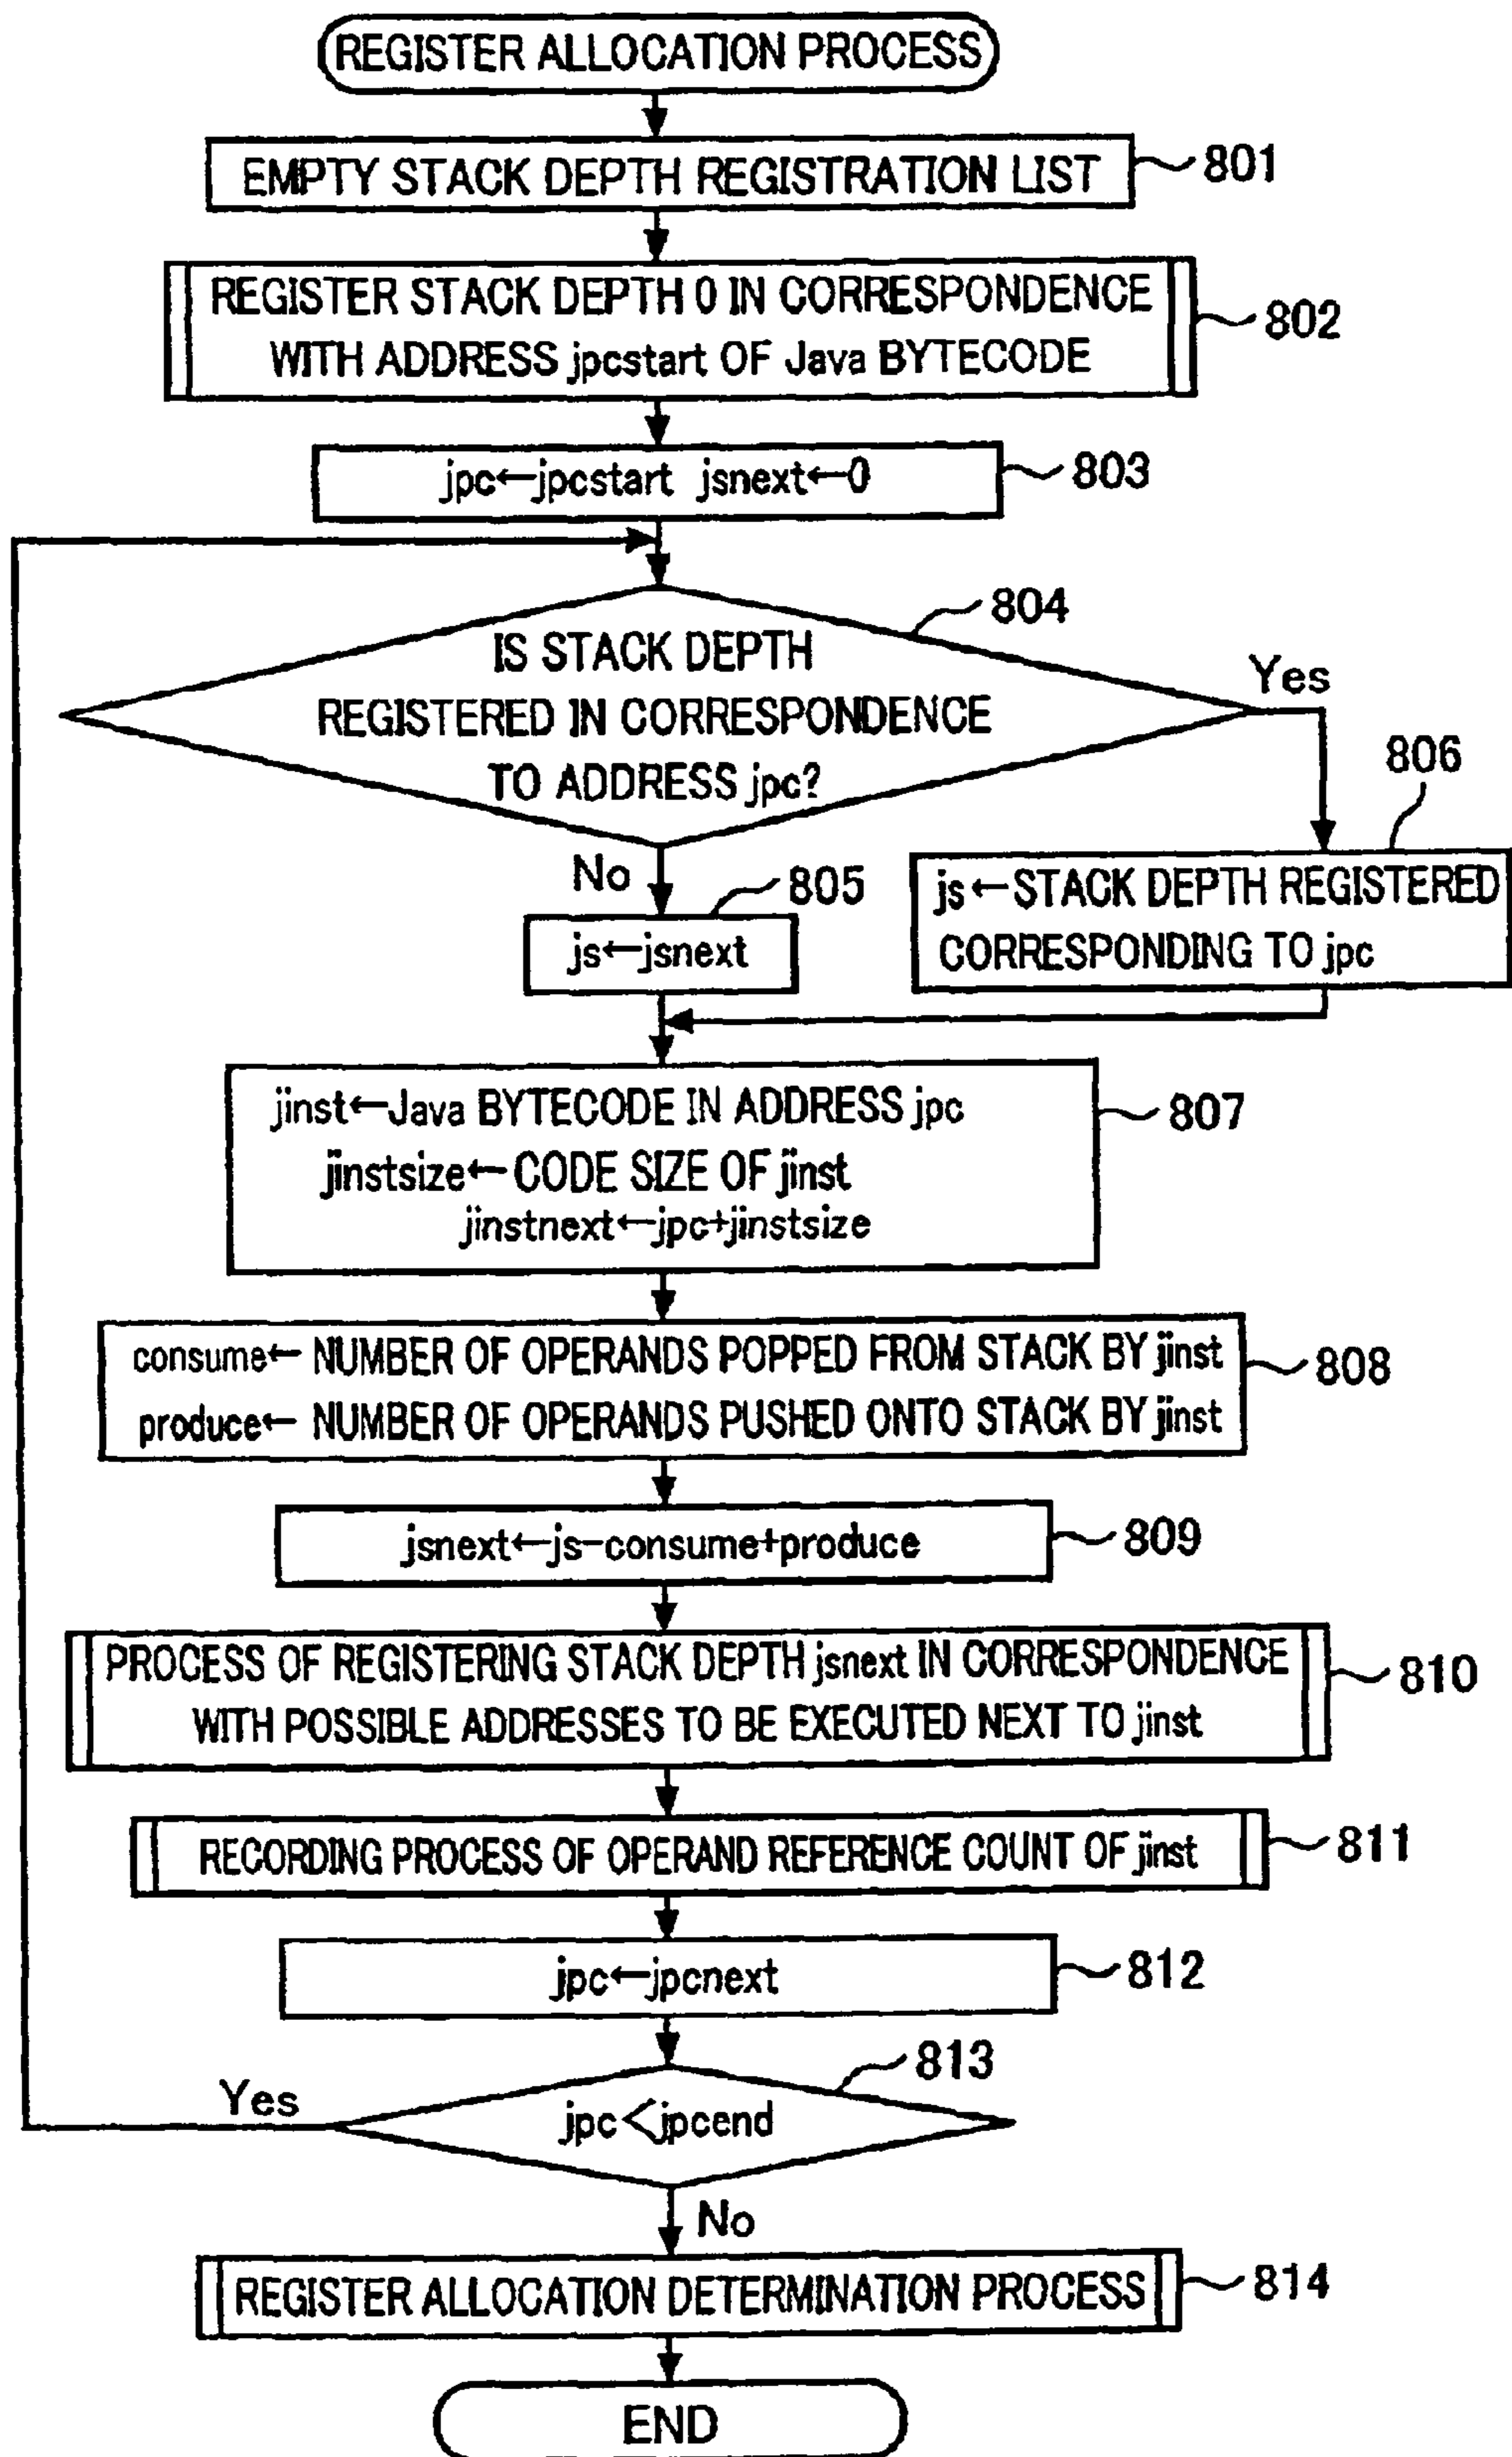 REGISTER ALLOCATION PROCESS
EMPTY STACK DEPTH REGISTRATION LIST
801
REGISTER STACK DEPTH 0 IN CORRESPONDENCE
WITH ADDRESS jpcstart OF Java BYTECODE
802
jpc←jpcstart jsnext←0
803
804
IS STACK DEPTH
REGISTERED IN CORRESPONDENCE
TO ADDRESS jpc?
Yes
806
No
805
js←jsnext
js←STACK DEPTH REGISTERED
CORRESPONDING TO jpc
jinst←Java BYTECODE IN ADDRESS jpc
jinstsize←CODE SIZE OF jinst
jinstnext←jpc+jinstsize
807
consume← NUMBER OF OPERANDS POPPED FROM STACK BY jinst
produce← NUMBER OF OPERANDS PUSHED ONTO STACK BY jinst
808
jsnext←js-consume+produce
809
PROCESS OF REGISTERING STACK DEPTH jsnext IN CORRESPONDENCE
WITH POSSIBLE ADDRESSES TO BE EXECUTED NEXT TO jinst
810
RECORDING PROCESS OF OPERAND REFERENCE COUNT OF jinst
811
jpc←jpcnext
812
813
Yes
jpc<jpcend
No
REGISTER ALLOCATION DETERMINATION PROCESS
814
END